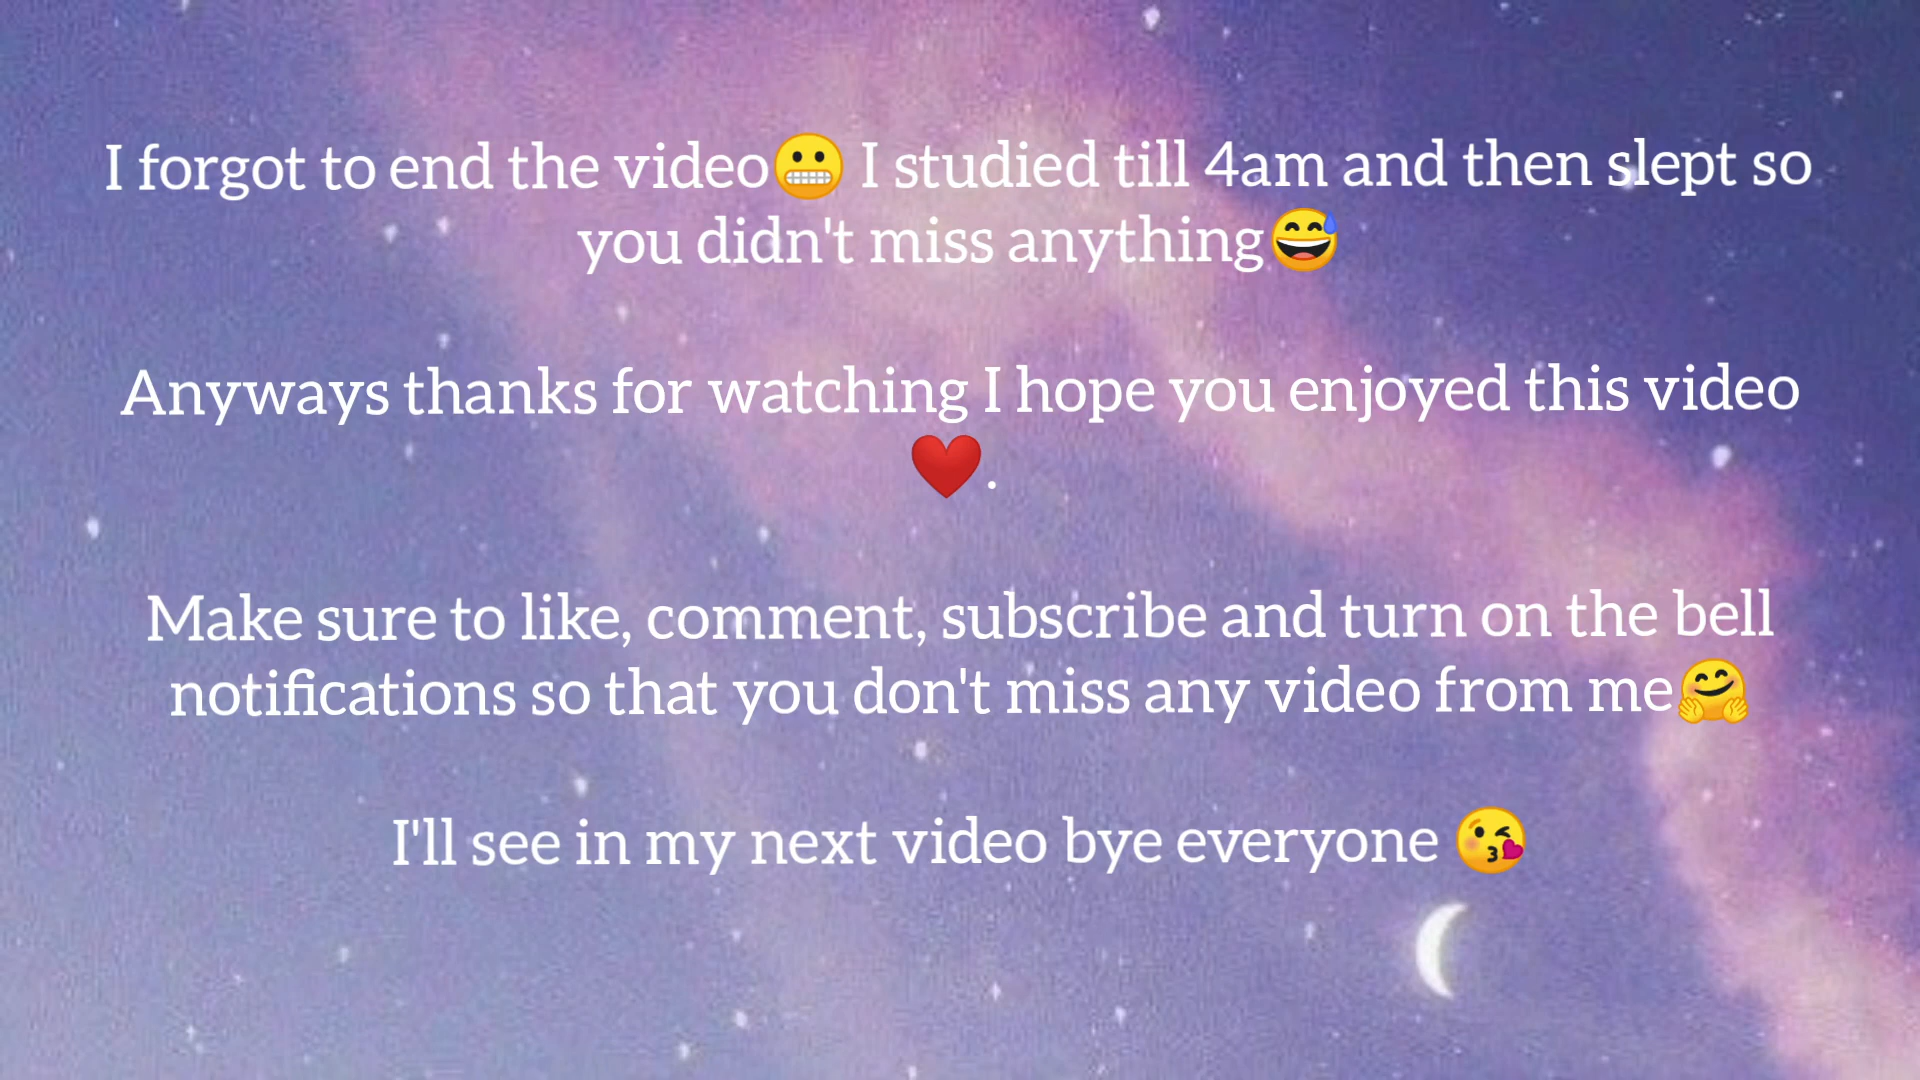 I forgot to end the video😬 I studied till 4am and then slept so
you didn't miss anything😅
Anyways thanks for watching I hope you enjoyed this video
❤️.
Make sure to like, comment, subscribe and turn on the bell
notifications so that you don't miss any video from me🤗
I'll see in my next video bye everyone 😘